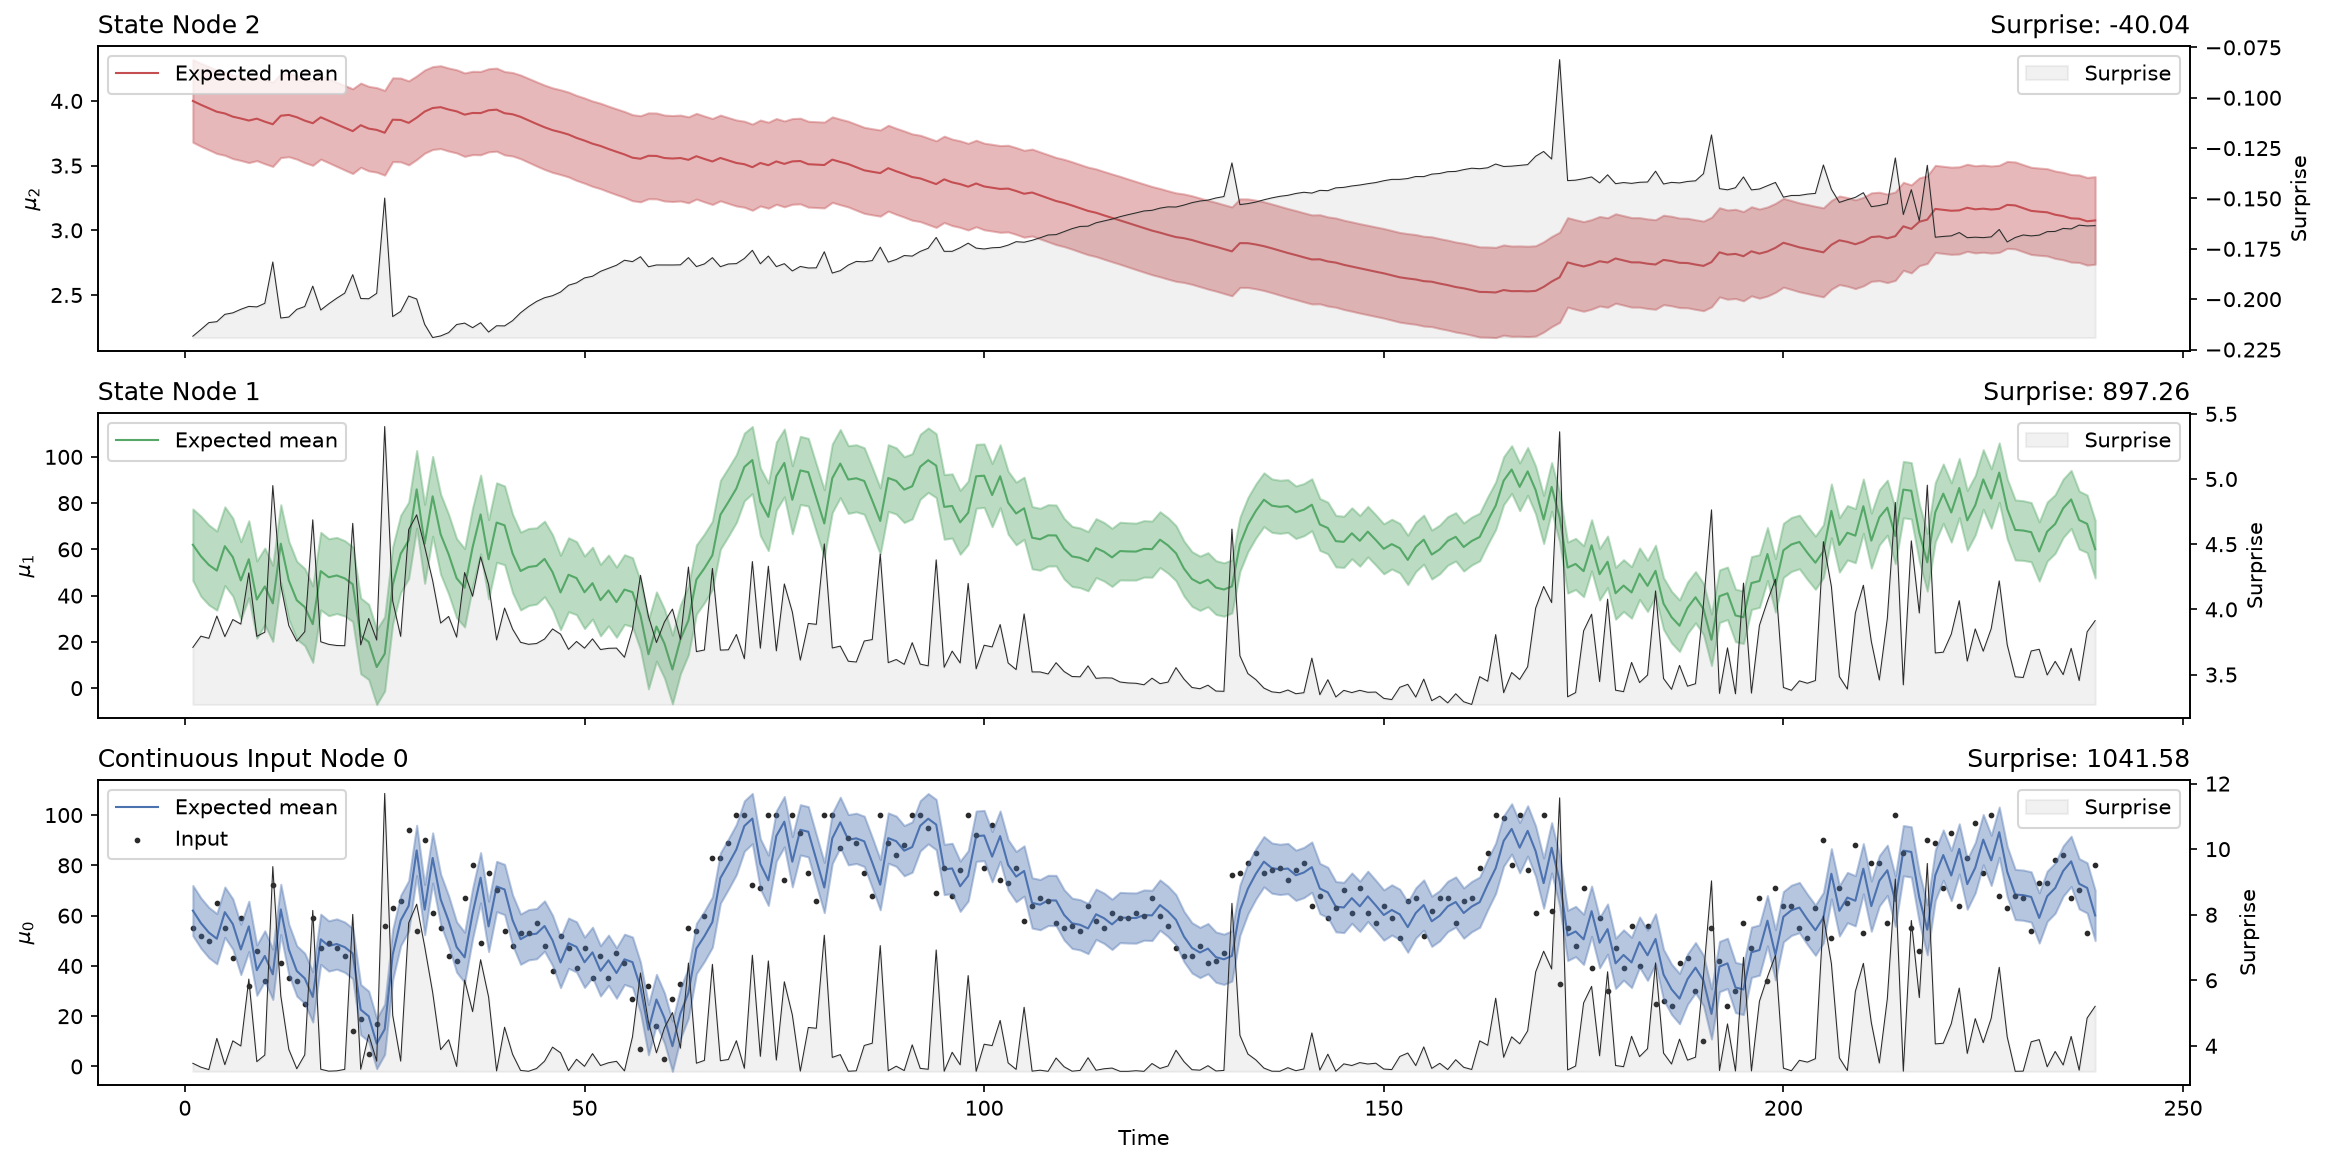 State Node 2
Surprise: -40.04
Expected mean
Surprise
4.0
3.5
3.0
2.5
μ2
−0.075
−0.100
−0.125
−0.150
−0.175
−0.200
−0.225
Surprise
State Node 1
Surprise: 897.26
Expected mean
Surprise
100
80
60
40
20
0
μ1
5.5
5.0
4.5
4.0
3.5
Surprise
Continuous Input Node 0
Surprise: 1041.58
Expected mean
Input
Surprise
100
80
60
40
20
0
μ0
12
10
8
6
4
Surprise
0
50
100
150
200
250
Time